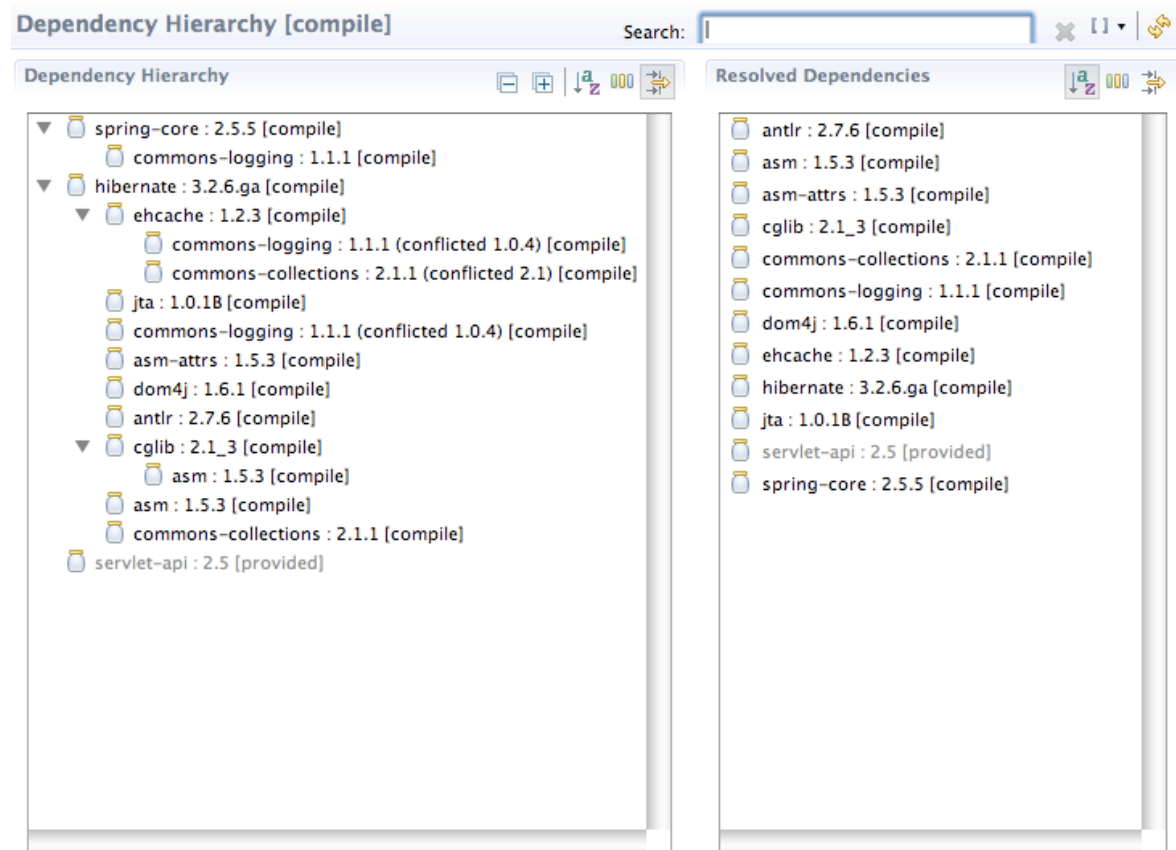 Dependency Hierarchy [compile]
Search:
Dependency Hierarchy
spring-core : 2.5.5 [compile]
commons-logging : 1.1.1 [compile]
hibernate : 3.2.6.ga [compile]
ehcache : 1.2.3 [compile]
commons-logging : 1.1.1 (conflicted 1.0.4) [compile]
commons-collections : 2.1.1 (conflicted 2.1) [compile]
jta : 1.0.1B [compile]
commons-logging : 1.1.1 (conflicted 1.0.4) [compile]
asm-attrs : 1.5.3 [compile]
dom4j : 1.6.1 [compile]
antlr : 2.7.6 [compile]
cglib : 2.1_3 [compile]
asm : 1.5.3 [compile]
asm : 1.5.3 [compile]
commons-collections : 2.1.1 [compile]
servlet-api : 2.5 [provided]
Resolved Dependencies
antlr : 2.7.6 [compile]
asm : 1.5.3 [compile]
asm-attrs : 1.5.3 [compile]
cglib : 2.1_3 [compile]
commons-collections : 2.1.1 [compile]
commons-logging : 1.1.1 [compile]
dom4j : 1.6.1 [compile]
ehcache : 1.2.3 [compile]
hibernate : 3.2.6.ga [compile]
jta : 1.0.1B [compile]
servlet-api : 2.5 [provided]
spring-core : 2.5.5 [compile]